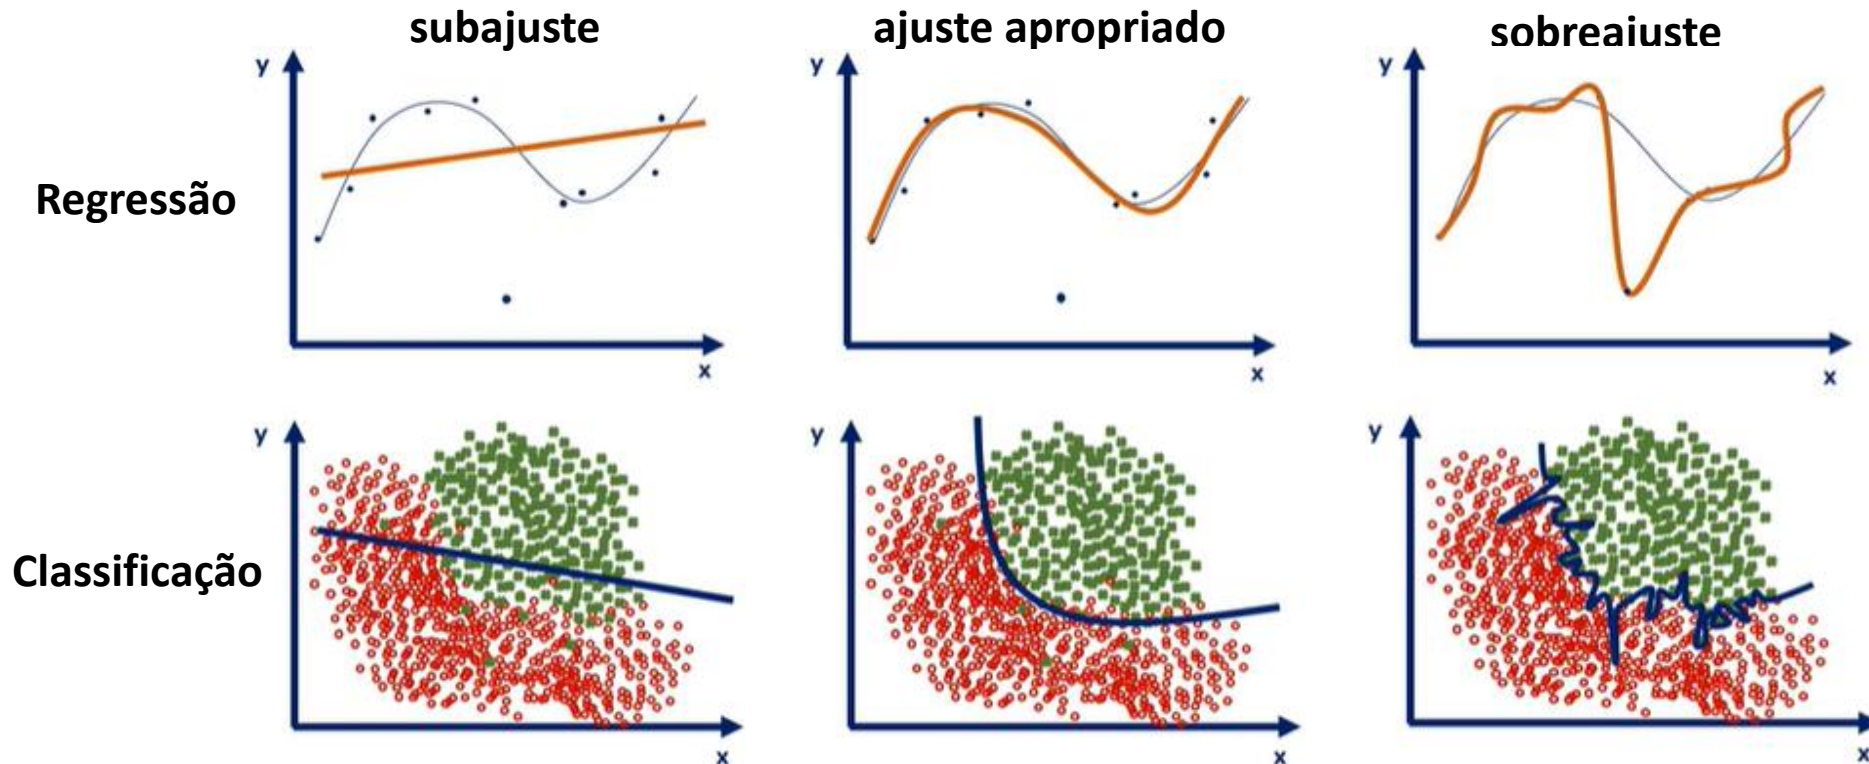 subajuste
ajuste apropriado
sobreajuste
y
y
y
Regressão
x
x
x
y
y
y
Classificação
x
x
x